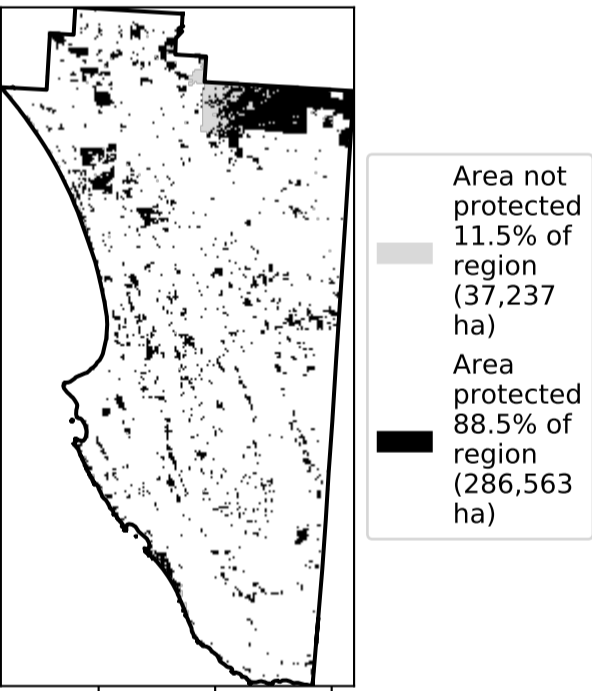 Area not
protected
11.5% of
region
(37,237
ha)
Area
protected
88.5% of
region
(286,563
ha)